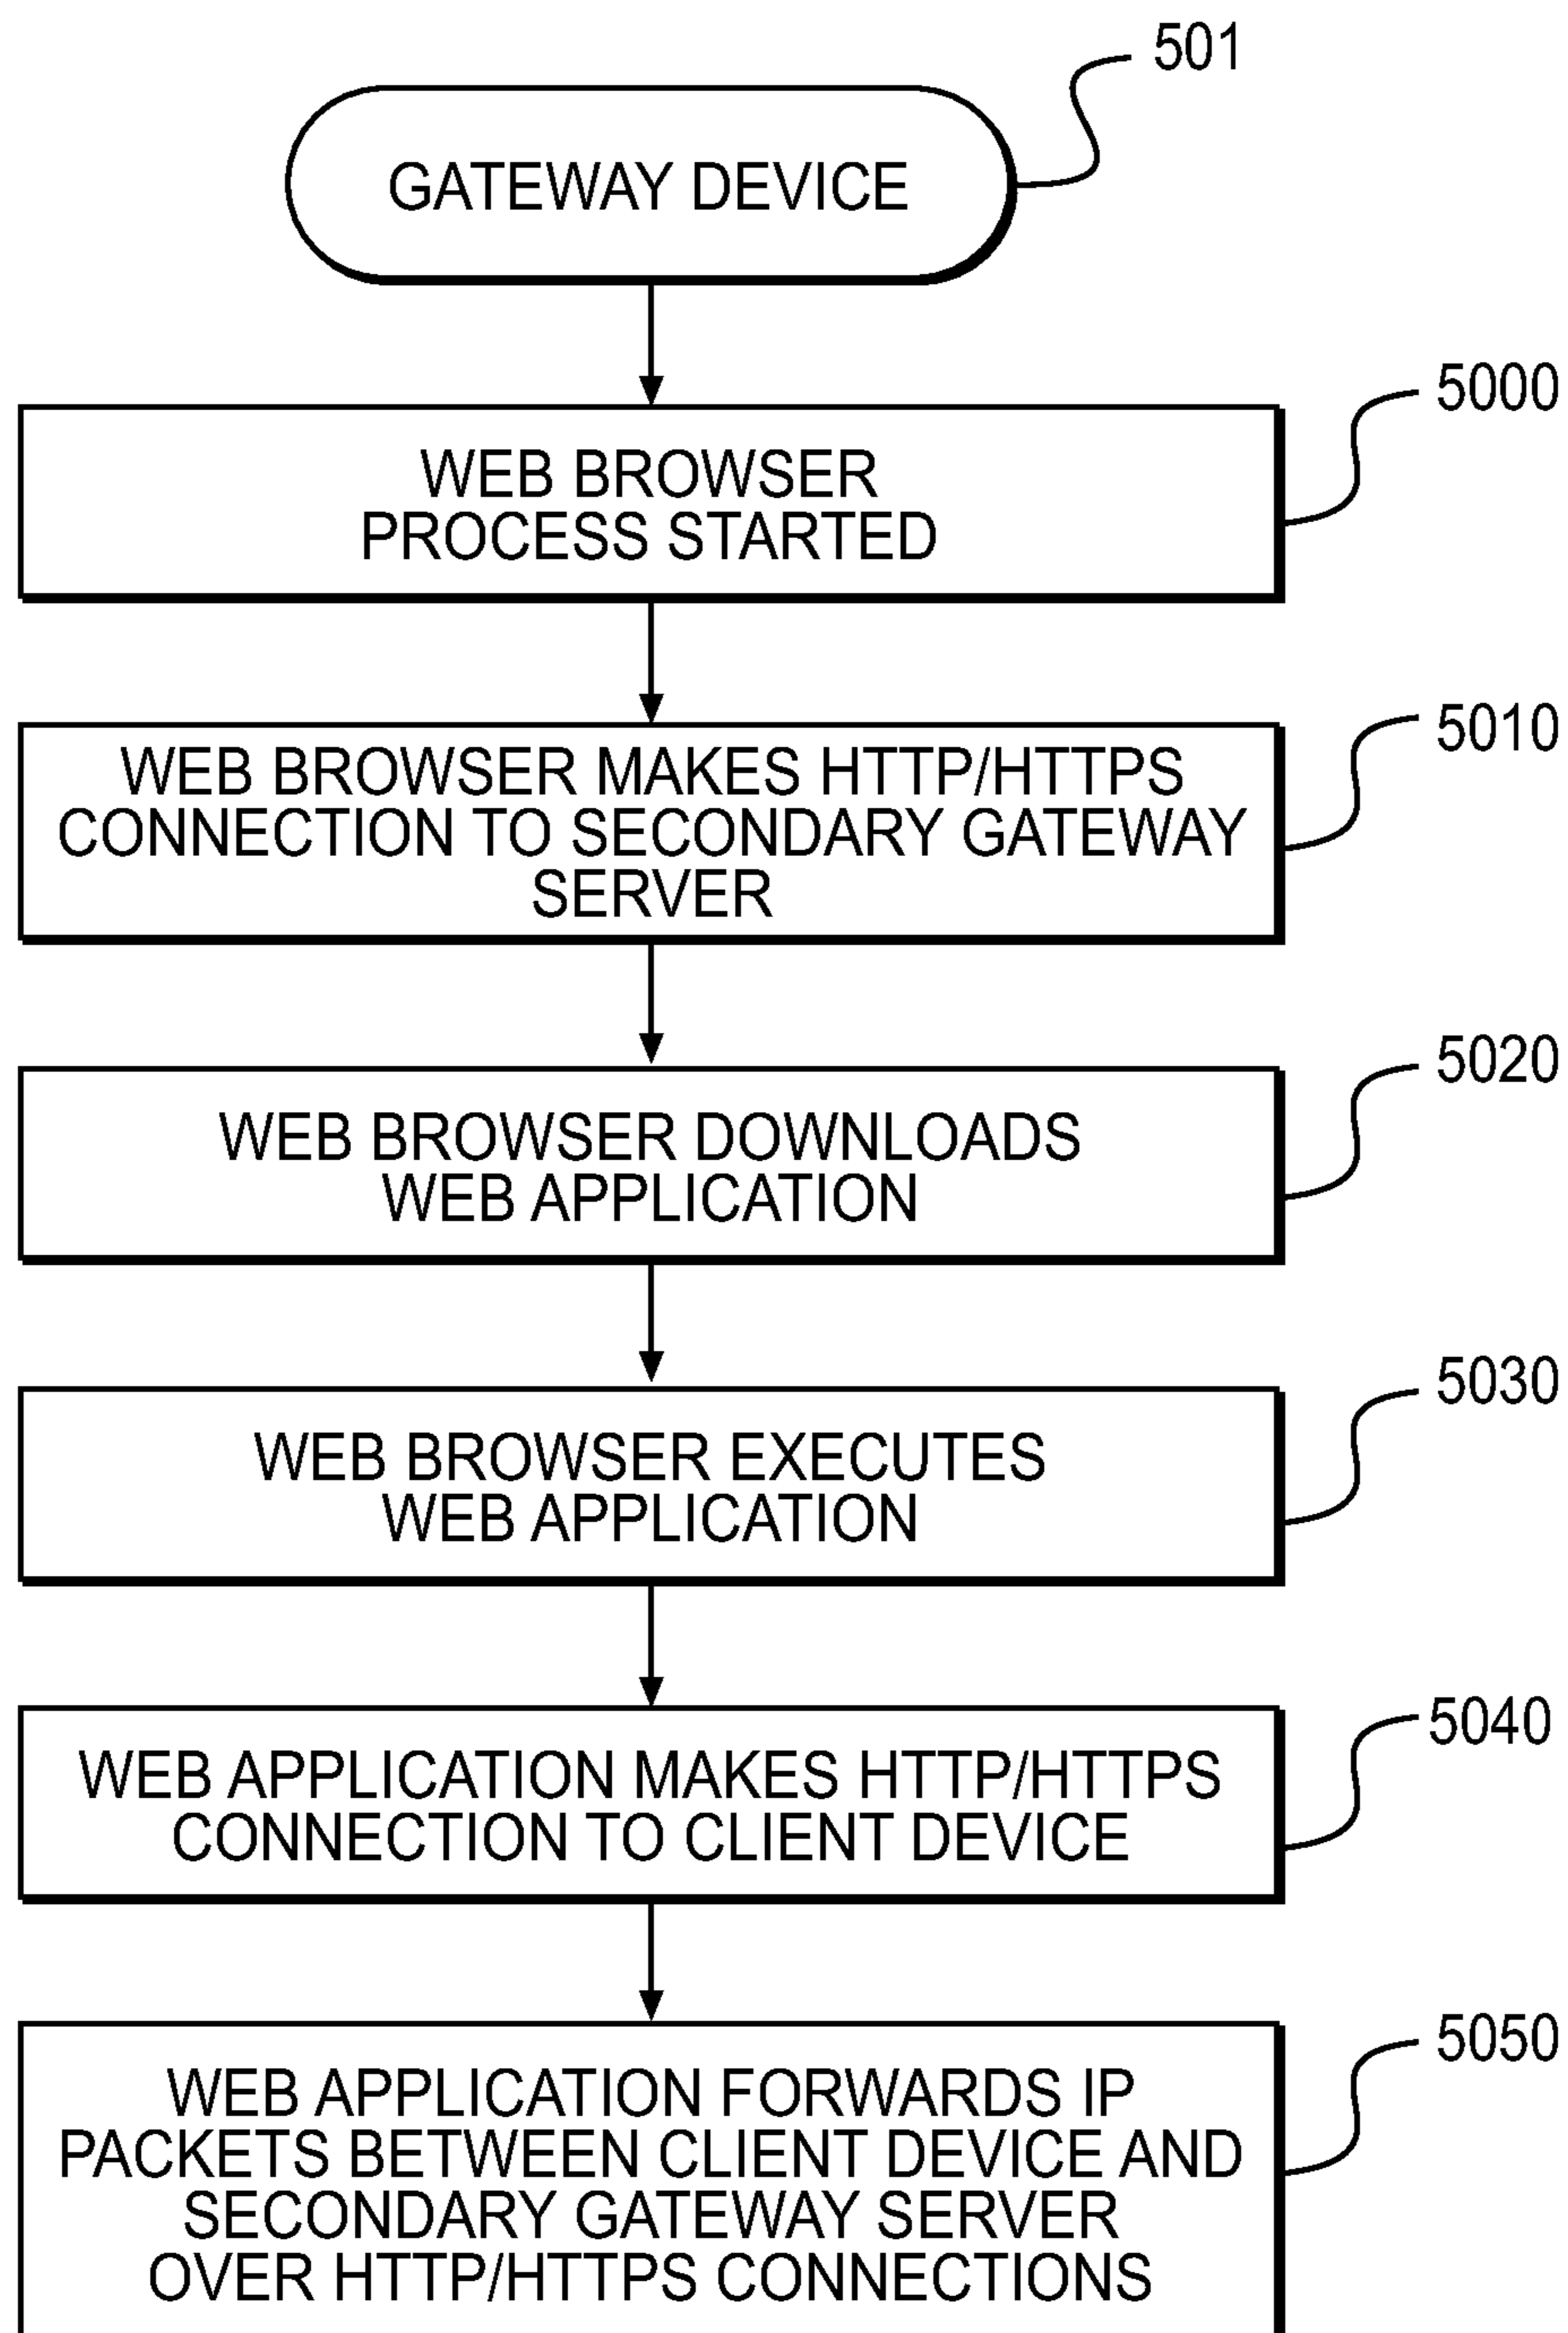 501
GATEWAY DEVICE
5000
WEB BROWSER
PROCESS STARTED
5010
WEB BROWSER MAKES HTTP/HTTPS
CONNECTION TO SECONDARY GATEWAY
SERVER
5020
WEB BROWSER DOWNLOADS
WEB APPLICATION
5030
WEB BROWSER EXECUTES
WEB APPLICATION
5040
WEB APPLICATION MAKES HTTP/HTTPS
CONNECTION TO CLIENT DEVICE
5050
WEB APPLICATION FORWARDS IP
PACKETS BETWEEN CLIENT DEVICE AND
SECONDARY GATEWAY SERVER
OVER HTTP/HTTPS CONNECTIONS